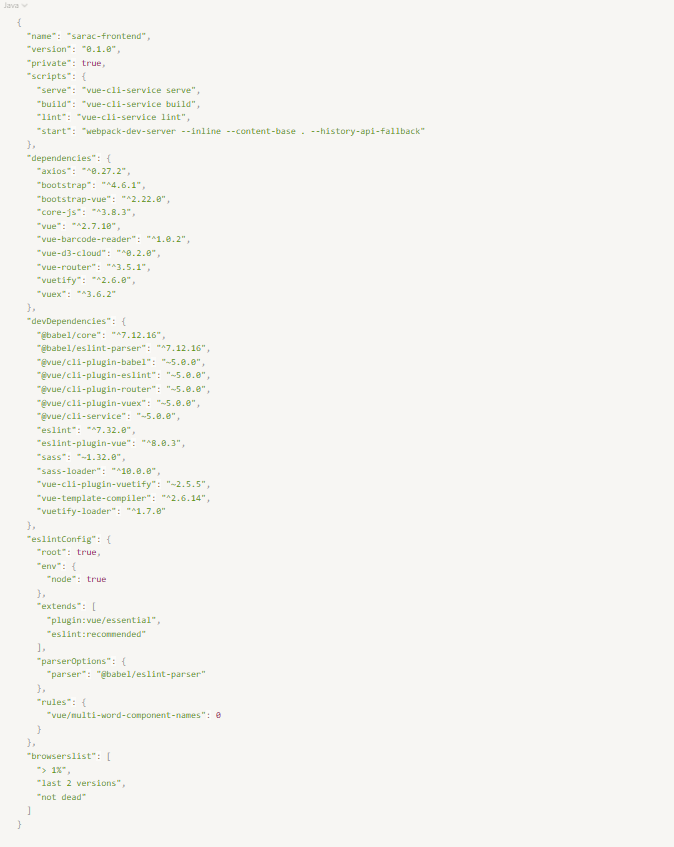 Java
{
"name": "sarac-frontend",
"version": "0.1.0",
"private": true,
"scripts": {
"serve": "vue-cli-service serve",
"build": "vue-cli-service build",
"lint": "vue-cli-service lint",
"start": "webpack-dev-server --inline --content-base . --history-api-fallback"
},
"dependencies": {
"axios": "^0.27.2",
"bootstrap": "^4.6.1",
"bootstrap-vue": "^2.22.0",
"core-js": "^3.8.3",
"vue": "^2.7.10",
"vue-barcode-reader": "^1.0.2",
"vue-d3-cloud": "^0.2.0",
"vue-router": "^3.5.1",
"vuetify": "^2.6.0",
"vuex": "^3.6.2"
},
"devDependencies": {
"@babel/core": "^7.12.16",
"@babel/eslint-parser": "^7.12.16",
"@vue/cli-plugin-babel": "~5.0.0",
"@vue/cli-plugin-eslint": "~5.0.0",
"@vue/cli-plugin-router": "~5.0.0",
"@vue/cli-plugin-vuex": "~5.0.0",
"@vue/cli-service": "~5.0.0",
"eslint": "^7.32.0",
"eslint-plugin-vue": "^8.0.3",
"sass": "~1.32.0",
"sass-loader": "^10.0.0",
"vue-cli-plugin-vuetify": "~2.5.5",
"vue-template-compiler": "^2.6.14",
"vuetify-loader": "^1.7.0"
},
"eslintConfig": {
"root": true,
"env": {
"node": true
},
"extends": [
"plugin:vue/essential",
"eslint:recommended"
],
"parserOptions": {
"parser": "@babel/eslint-parser"
},
"rules": {
"vue/multi-word-component-names": 0
}
},
"browserslist": [
"> 1%",
"last 2 versions",
"not dead"
]
}